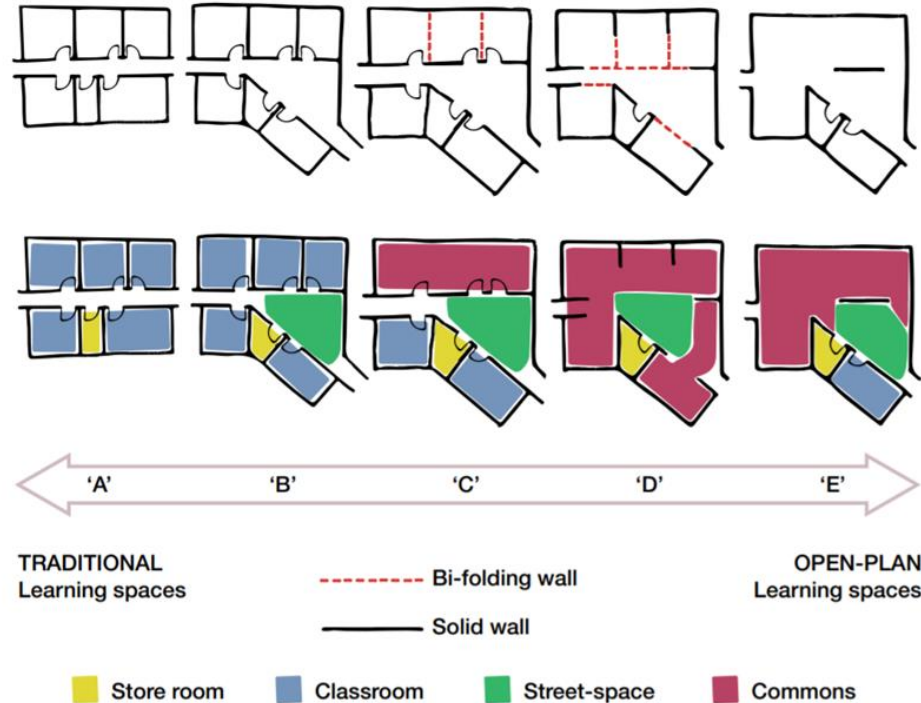 ‘A’ ‘B’ ‘C’ ‘D’ ‘E’
TRADITIONAL
Learning spaces
Bi-folding wall
Solid wall
OPEN-PLAN
Learning spaces
Store room Classroom Street-space Commons